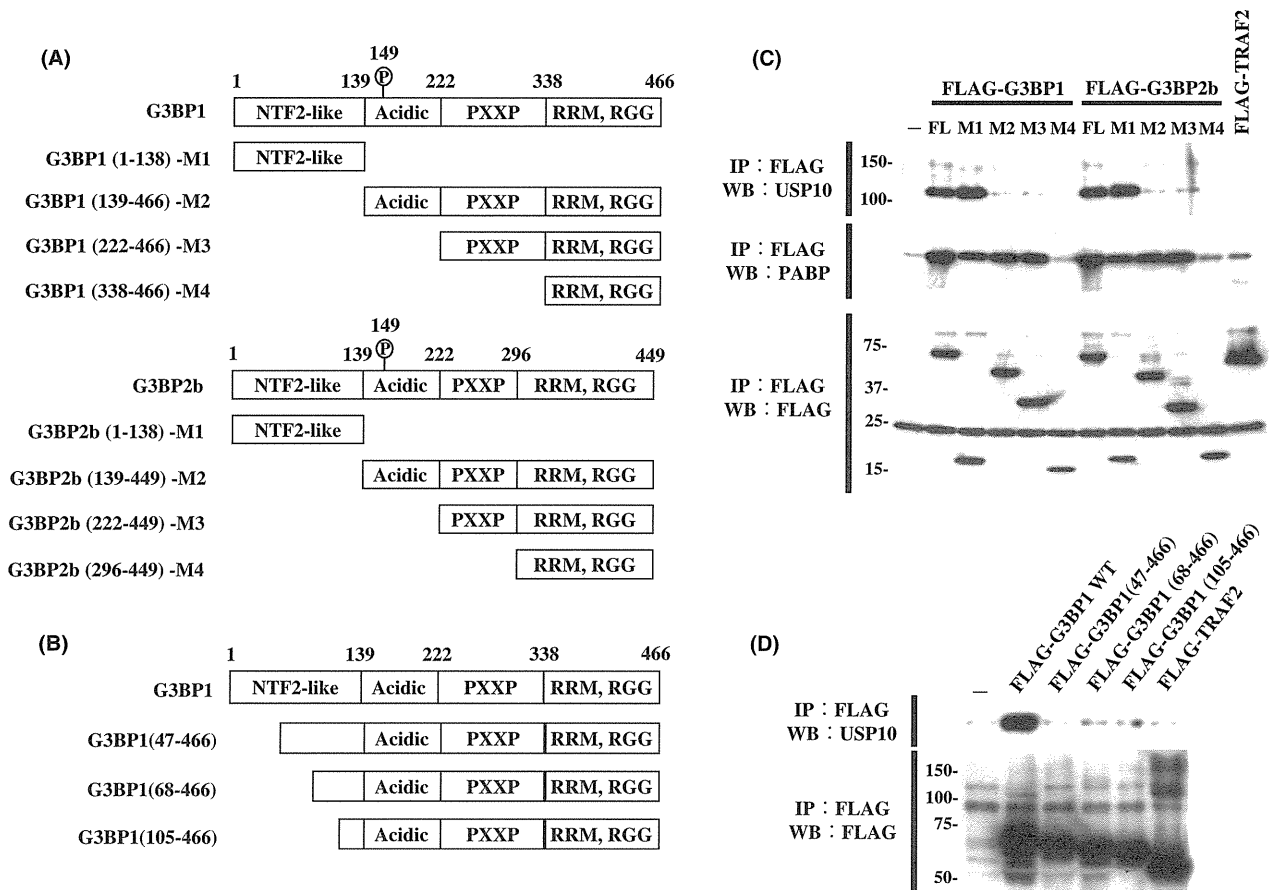 (A)
149
P
1 139 222 338 466
G3BP1 NTF2-like Acidic PXXP RRM, RGG
G3BP1 (1-138) -M1 NTF2-like
G3BP1 (139-466) -M2 Acidic PXXP RRM, RGG
G3BP1 (222-466) -M3 PXXP RRM, RGG
G3BP1 (338-466) -M4 RRM, RGG
149
P
1 139 222 296 449
G3BP2b NTF2-like Acidic PXXP RRM, RGG
G3BP2b (1-138) -M1 NTF2-like
G3BP2b (139-449) -M2 Acidic PXXP RRM, RGG
G3BP2b (222-449) -M3 PXXP RRM, RGG
G3BP2b (296-449) -M4 RRM, RGG
(B)
1 139 222 338 466
G3BP1 NTF2-like Acidic PXXP RRM, RGG
G3BP1(47-466) Acidic PXXP RRM, RGG
G3BP1(68-466) Acidic PXXP RRM, RGG
G3BP1(105-466) Acidic PXXP RRM, RGG
(C)
FLAG-G3BP1 FLAG-G3BP2b FLAG-TRAF2
– FL M1 M2 M3 M4 FL M1 M2 M3 M4
IP : FLAG
WB : USP10
150-
100-
IP : FLAG
WB : PABP
IP : FLAG
WB : FLAG
75-
37-
25-
15-
(D)
–
FLAG-G3BP1 WT
FLAG-G3BP1(47-466)
FLAG-G3BP1 (68-466)
FLAG-G3BP1 (105-466)
FLAG-TRAF2
IP : FLAG
WB : USP10
IP : FLAG
WB : FLAG
150-
100-
75-
50-